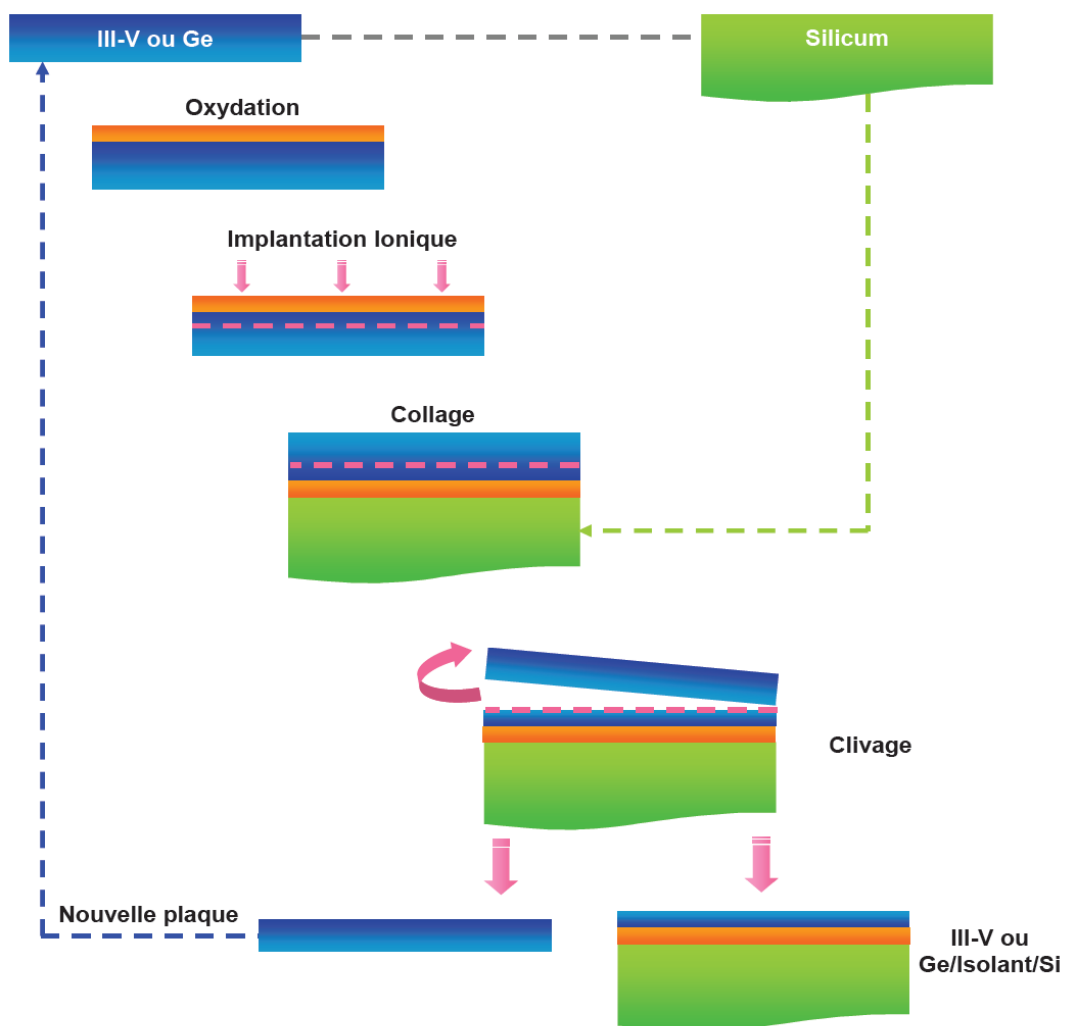 III-V ou Ge
Silicum
Oxydation
Implantation Ionique
Collage
Clivage
Nouvelle plaque
III-V ou
Ge/Isolant/Si